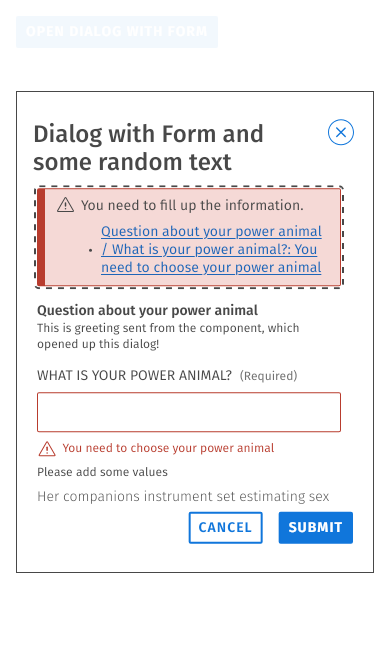 OPEN DIALOG WITH FORM
Dialog with Form and
some random text
You need to fill up the information.
• Question about your power animal
/ What is your power animal?: You
need to choose your power animal
Question about your power animal
This is greeting sent from the component, which
opened up this dialog!
WHAT IS YOUR POWER ANIMAL? (Required)
You need to choose your power animal
Please add some values
Her companions instrument set estimating sex
CANCEL SUBMIT